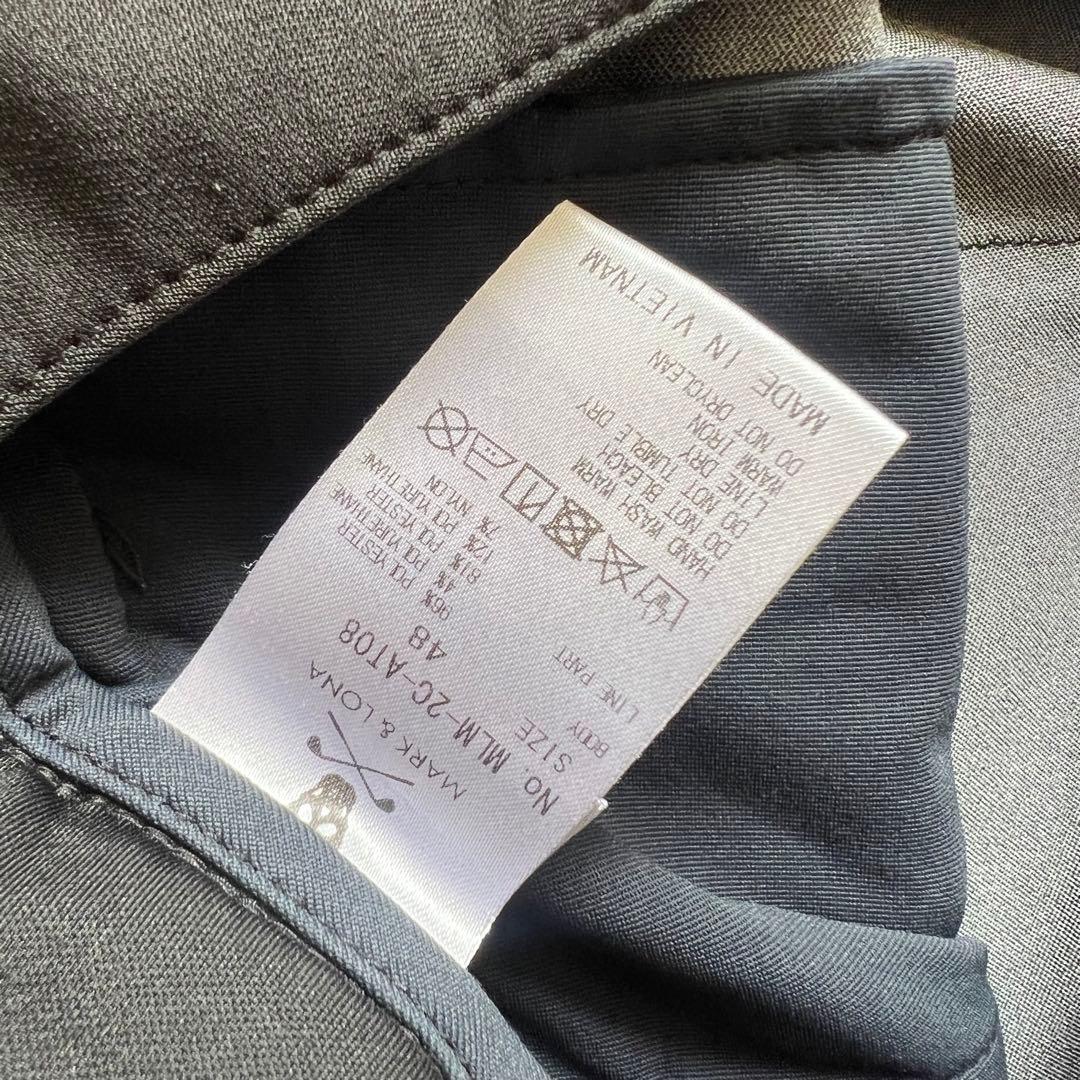 MARK & LONA
No. MLM-2C-AT08
SIZE 48
BODY 96% POLYESTER
4% POLYURETHANE
LINE PART 81% POLYESTER
12% POLYURETHANE
7% NYLON
HAND WASH WARM
DO NOT BLEACH
DO NOT TUMBLE DRY
LINE DRY
WARM IRON
DO NOT DRYCLEAN
MADE IN VIETNAM